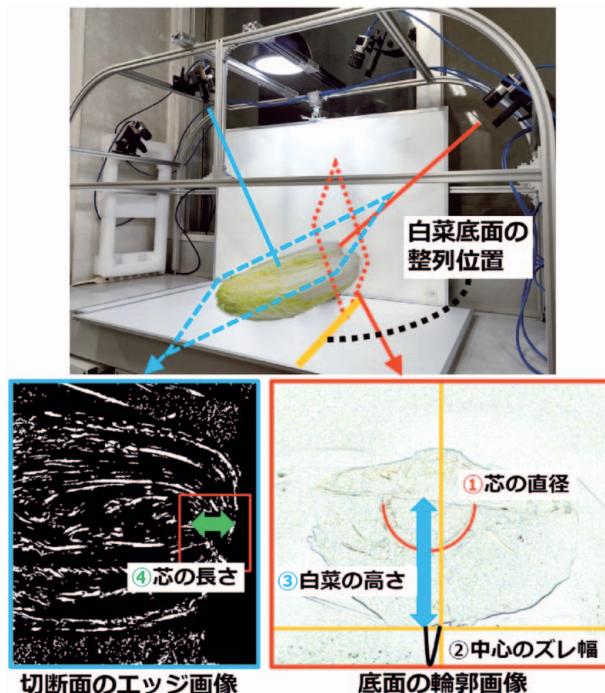 白菜底面の
整列位置
①芯の直径
④芯の長さ
③白菜の高さ
②中心のズレ幅
切断面のエッジ画像
底面の輪郭画像